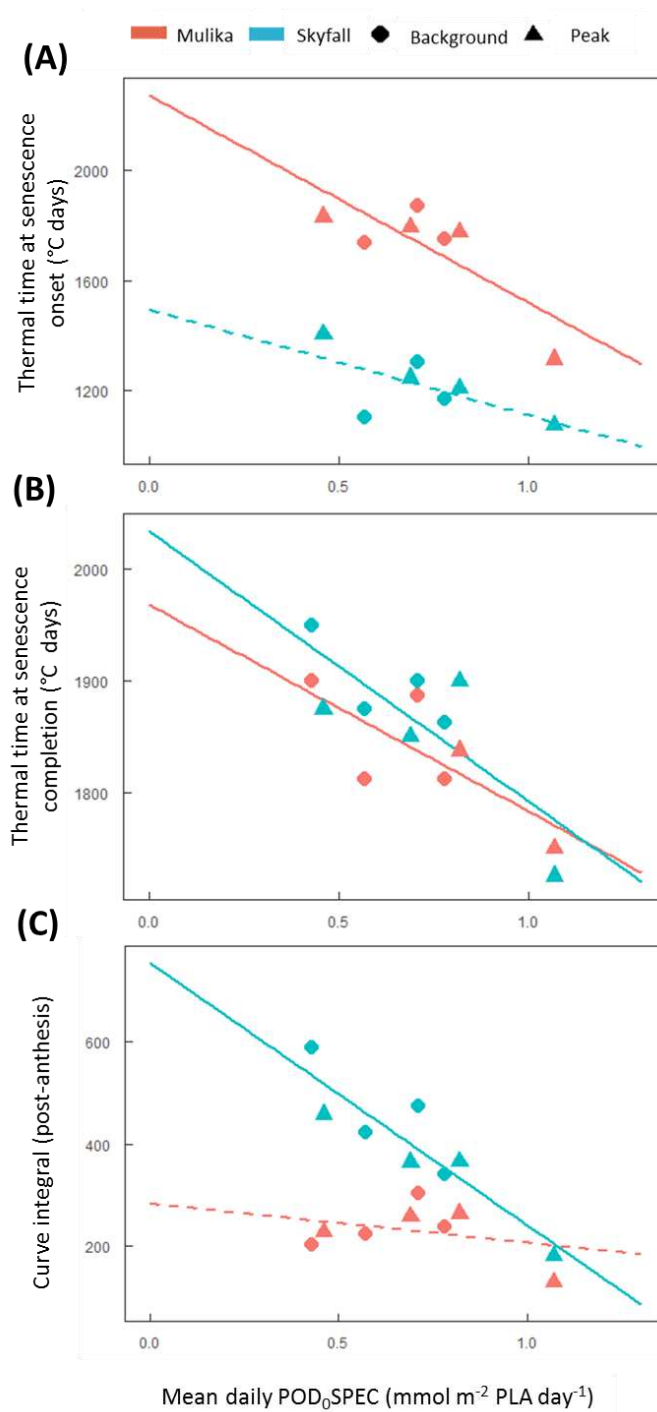 Mulika Skyfall Background Peak
(A)
Thermal time at senescence
onset (°C days)
2000
1600
1200
0.0 0.5 1.0
(B)
Thermal time at senescence
completion (°C days)
2000
1900
1800
0.0 0.5 1.0
(C)
Curve integral (post-anthesis)
600
400
200
0.0 0.5 1.0
Mean daily POD₀SPEC (mmol m⁻² PLA day⁻¹)